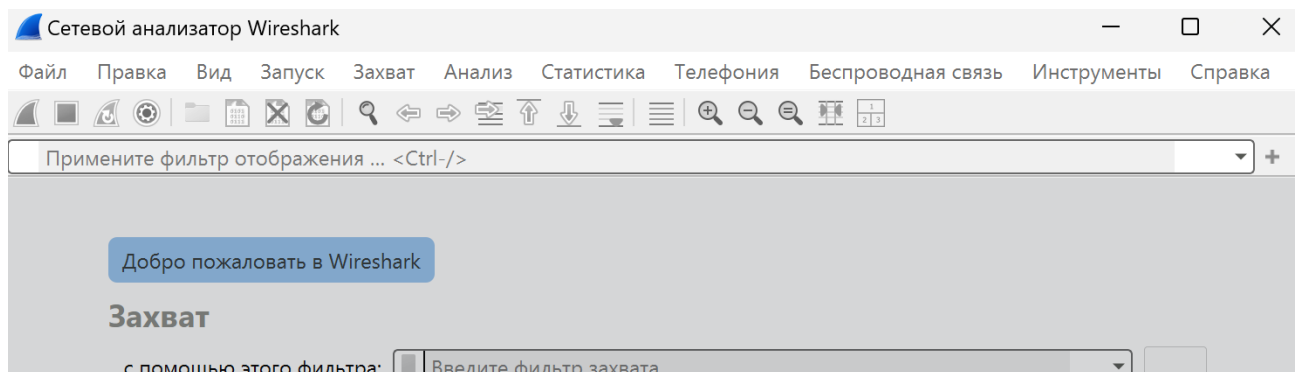 Сетевой анализатор Wireshark
Файл Правка Вид Запуск Захват Анализ Статистика Телефония Беспроводная связь Инструменты Справка
Примените фильтр отображения ... <Ctrl-/>
Добро пожаловать в Wireshark
Захват
с помощью этого фильтра: Введите фильтр захвата